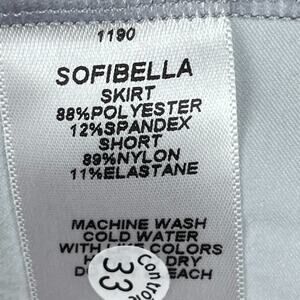 1190
SOFIBELLA
SKIRT
88%POLYESTER
12%SPANDEX
SHORT
89%NYLON
11%ELASTANE
MACHINE WASH
COLD WATER
WITH COLORS
DRY
Control
33